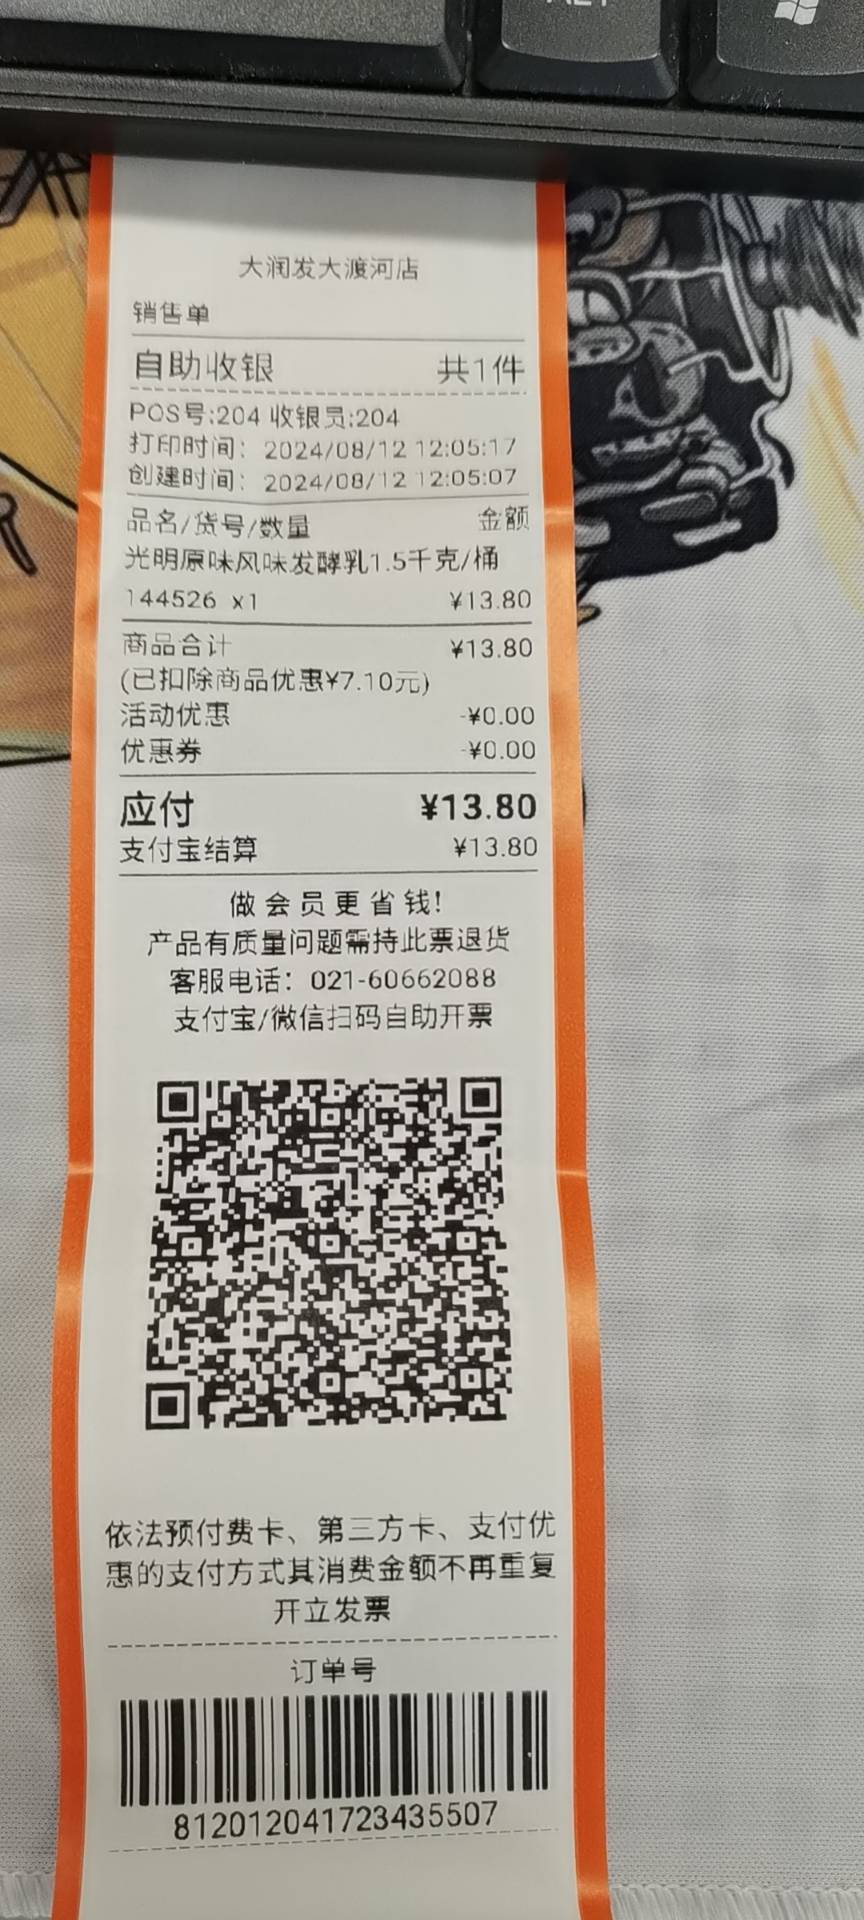 大润发大渡河店
销售单
自助收银 共1件
POS号:204 收银员:204
打印时间: 2024/08/12 12:05:17
创建时间: 2024/08/12 12:05:07
品名/货号/数量 金额
光明原味风味发酵乳1.5千克/桶
144526 x1 ¥13.80
商品合计 ¥13.80
(已扣除商品优惠¥7.10元)
活动优惠 -¥0.00
优惠券 -¥0.00
应付 ¥13.80
支付宝结算 ¥13.80
做会员更省钱!
产品有质量问题需持此票退货
客服电话: 021-60662088
支付宝/微信扫码自助开票
依法预付费卡、第三方卡、支付优
惠的支付方式其消费金额不再重复
开立发票
订单号
812012041723435507